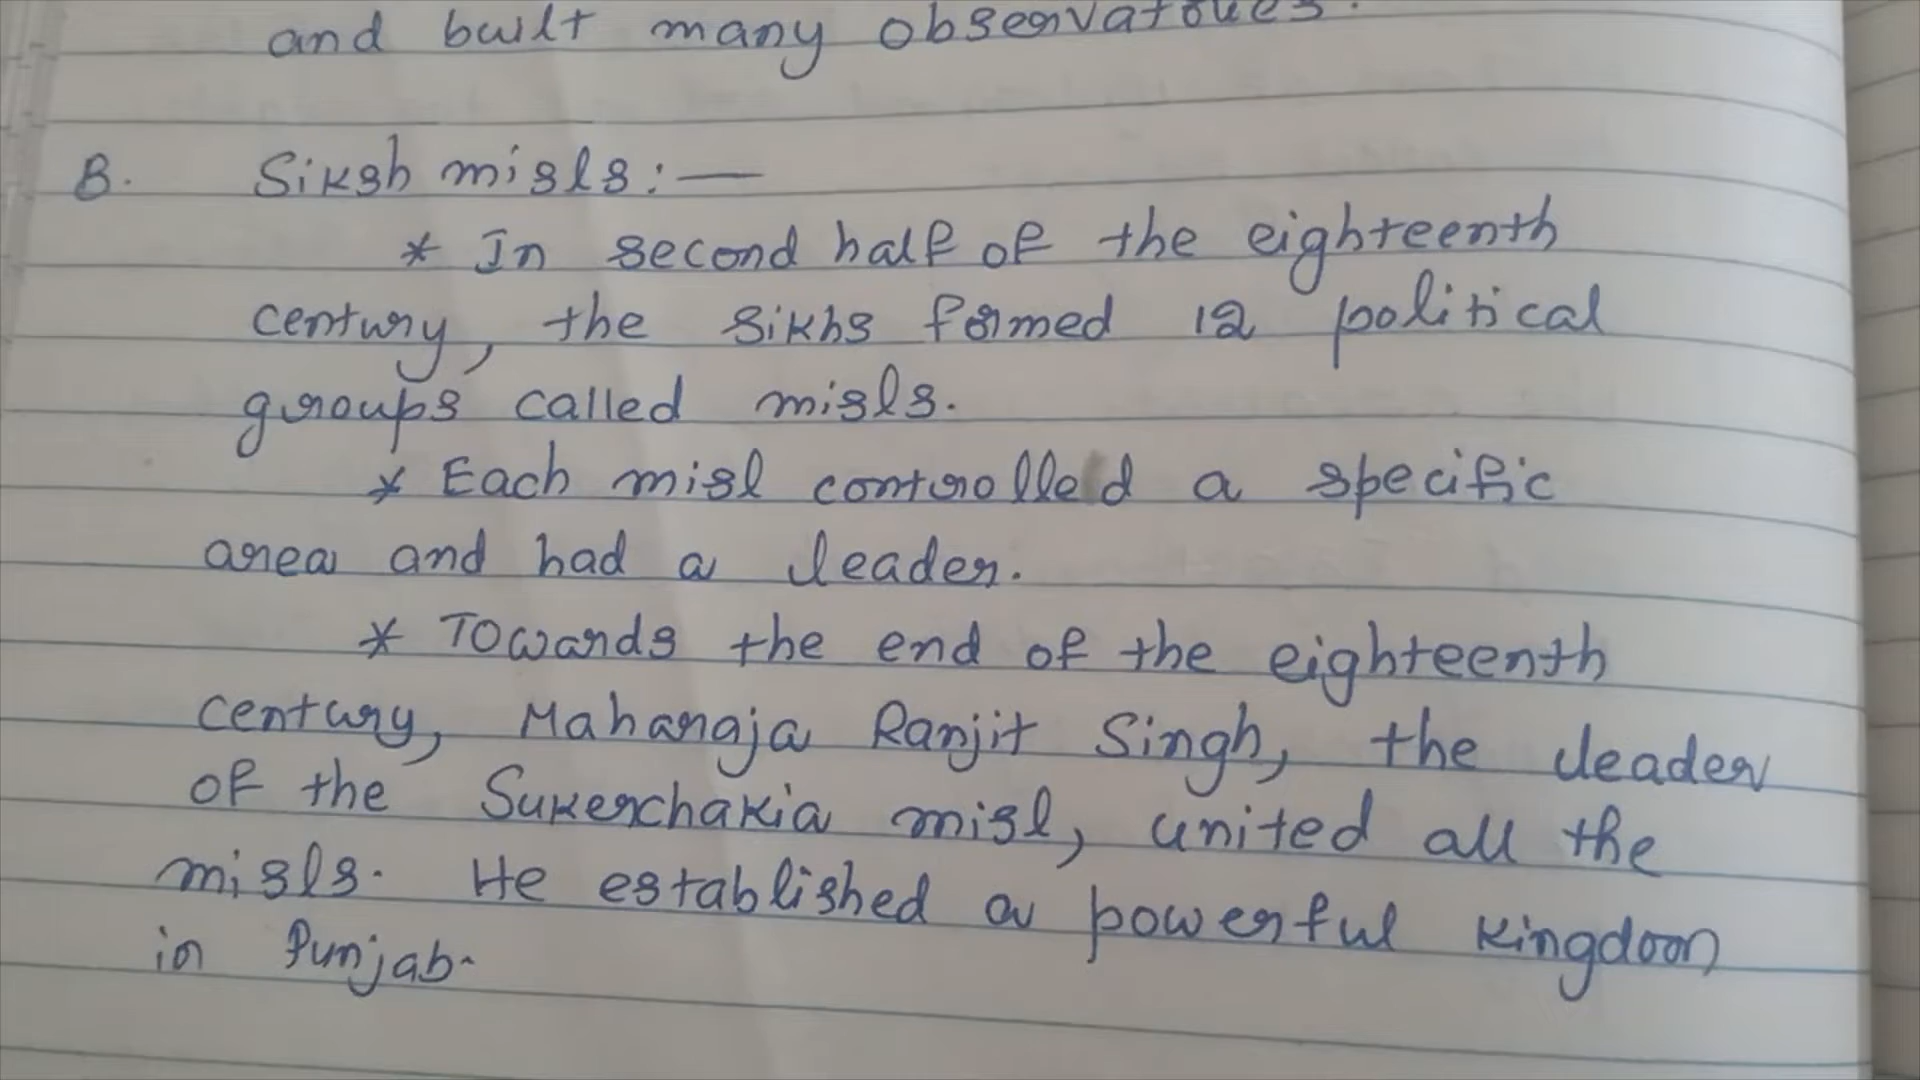 and built many observatories.
B. Siksh misls:—
* In second half of the eighteenth
century, the Sikhs formed 12 political
groups called misls.
* Each misl controlled a specific
area and had a leader.
* Towards the end of the eighteenth
century, Maharaja Ranjit Singh, the leader
of the Sukerchakia misl, united all the
misls. He established a powerful kingdom
in Punjab.